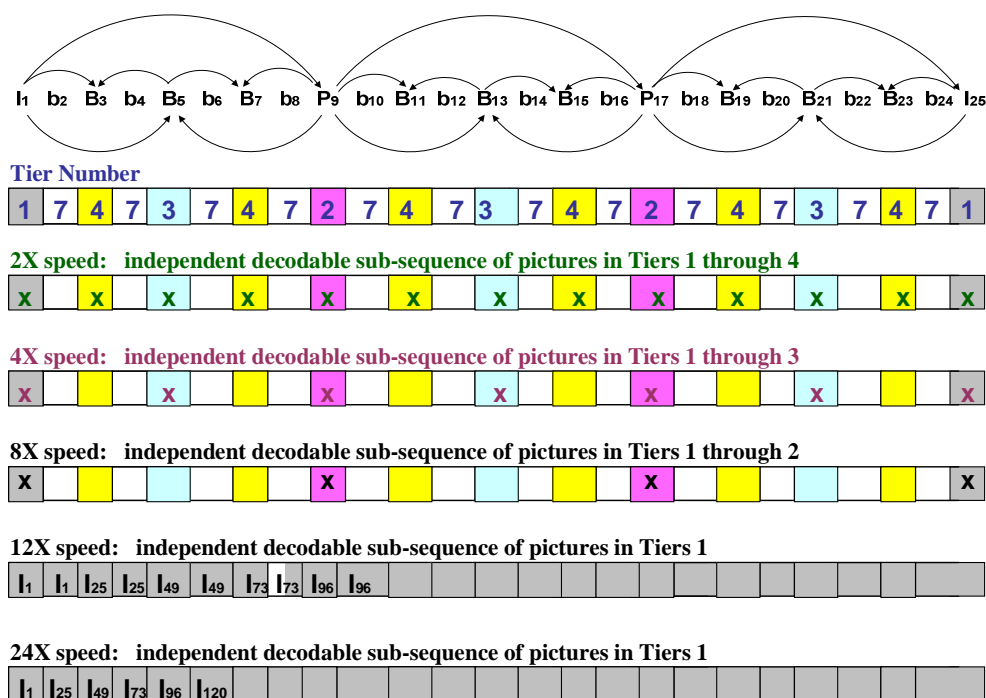 I1 b2 B3 b4 B5 b6 B7 b8 P9 b10 B11 b12 B13 b14 B15 b16 P17 b18 B19 b20 B21 b22 B23 b24 I25
Tier Number
1 7 4 7 3 7 4 7 2 7 4 7 3 7 4 7 2 7 4 7 3 7 4 7 1
2X speed: independent decodable sub-sequence of pictures in Tiers 1 through 4
x x x x x x x x x x x x x
4X speed: independent decodable sub-sequence of pictures in Tiers 1 through 3
x x x x x x x
8X speed: independent decodable sub-sequence of pictures in Tiers 1 through 2
x x x x
12X speed: independent decodable sub-sequence of pictures in Tiers 1
I1 I1 I25 I25 I49 I49 I73 I73 I96 I96
24X speed: independent decodable sub-sequence of pictures in Tiers 1
I1 I25 I49 I73 I96 I120